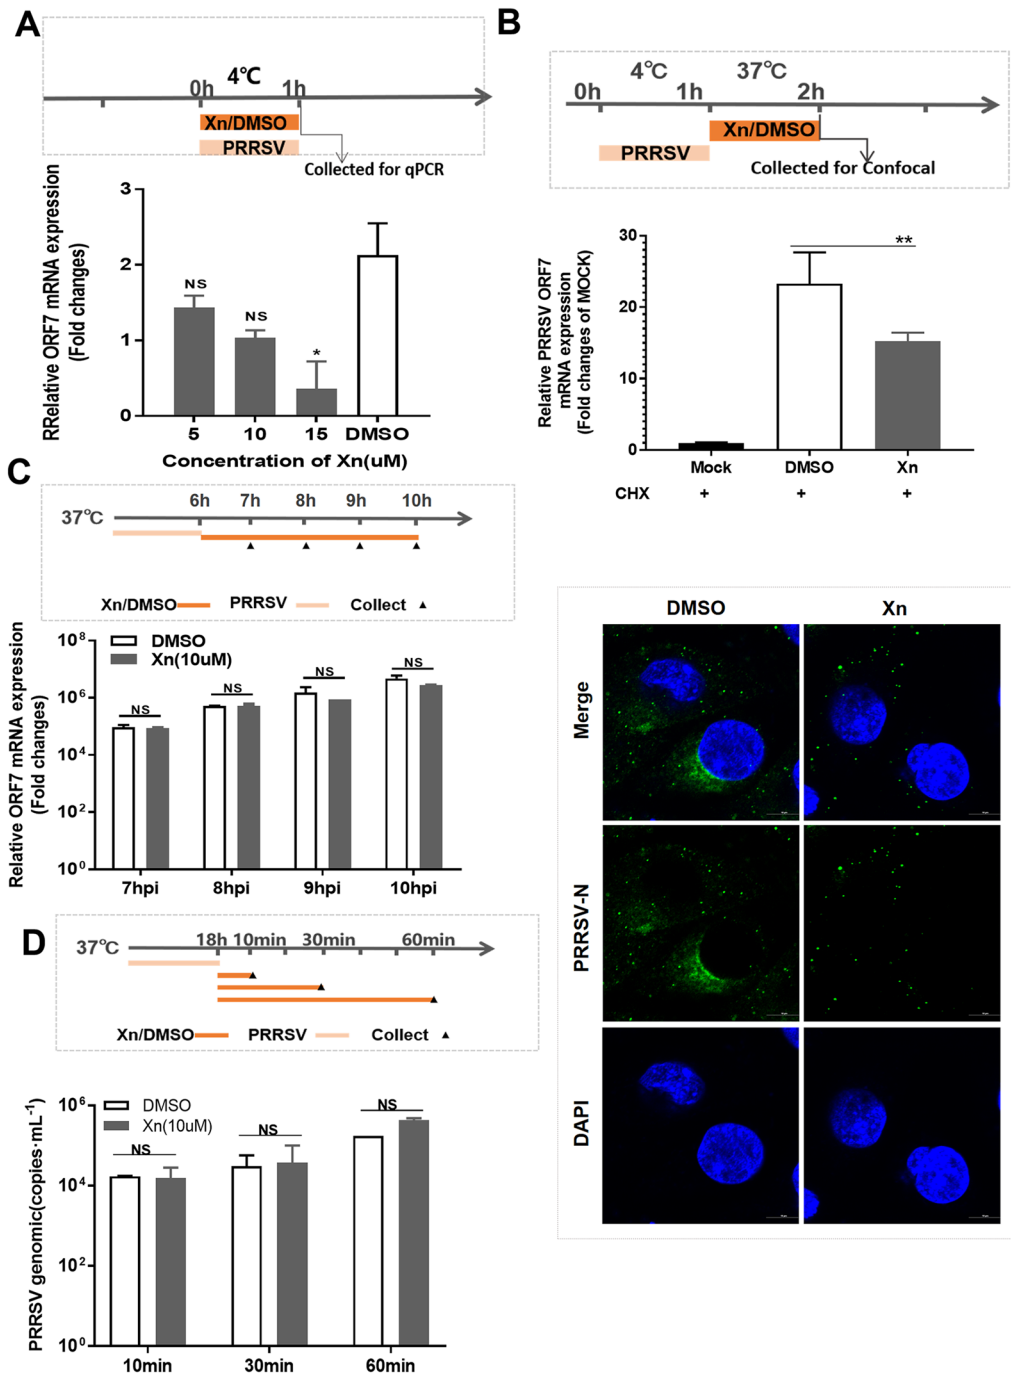 A
4℃
0h
1h
Xn/DMSO
PRRSV
Collected for qPCR
RRelative ORF7 mRNA expression
(Fold changes)
3
2
1
0
NS
NS
*
5
10
15
DMSO
Concentration of Xn(uM)
B
4℃
37℃
0h
1h
2h
Xn/DMSO
PRRSV
Collected for Confocal
Relative PRRSV ORF7
mRNA expression
(Fold changes of MOCK)
30
20
10
0
**
Mock
DMSO
Xn
CHX
+
+
+
DMSO
Xn
Merge
PRRSV-N
DAPI
C
37℃
6h
7h
8h
9h
10h
Xn/DMSO
PRRSV
Collect
Relative ORF7 mRNA expression
(Fold changes)
10⁸
10⁶
10⁴
10²
10⁰
DMSO
Xn(10uM)
NS
NS
NS
NS
7hpi
8hpi
9hpi
10hpi
D
37℃
18h
10min
30min
60min
Xn/DMSO
PRRSV
Collect
PRRSV genomic(copies·mL⁻¹)
10⁶
10⁴
10²
10⁰
DMSO
Xn(10uM)
NS
NS
NS
10min
30min
60min